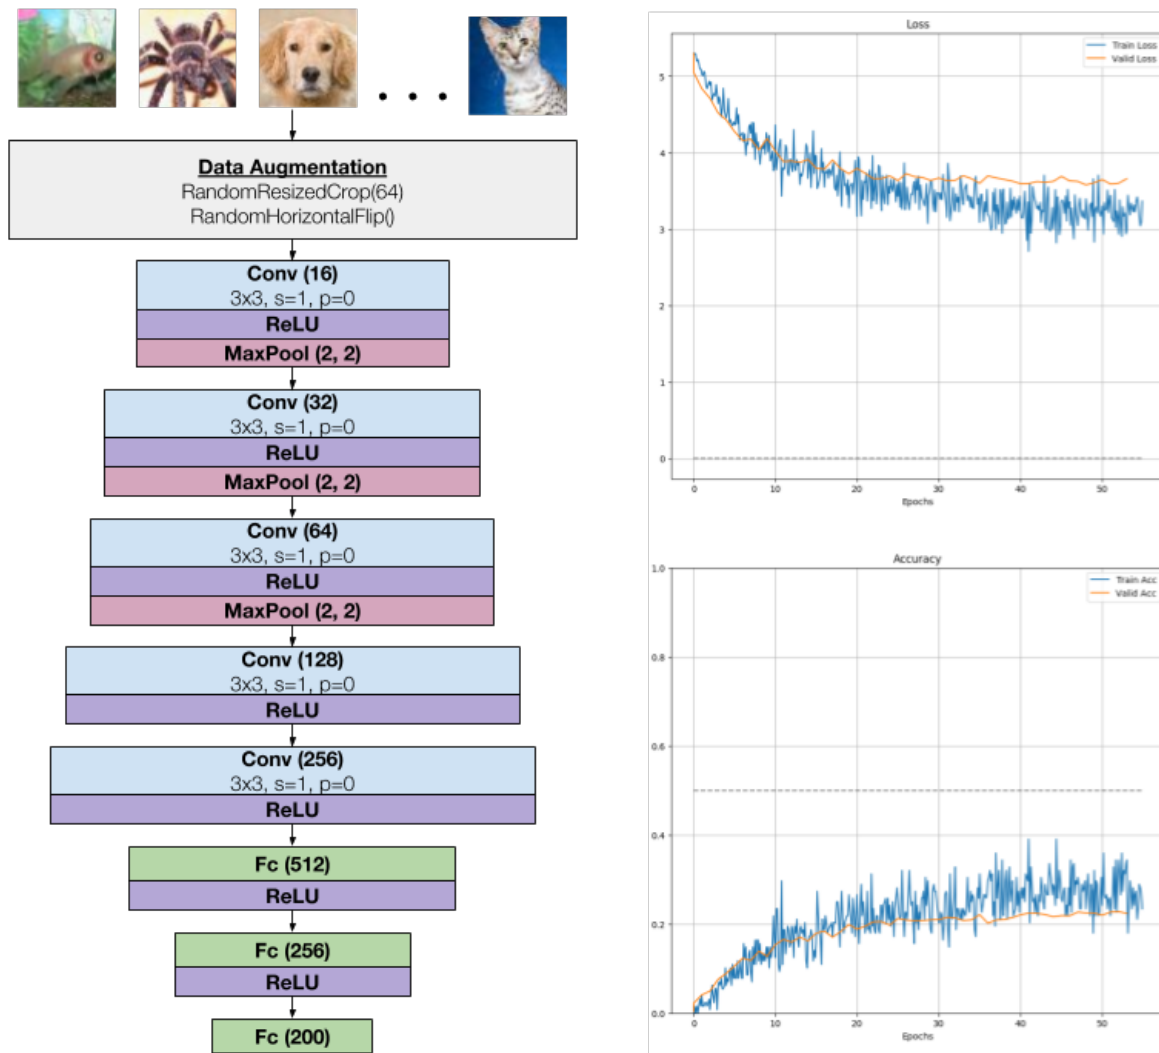 Data Augmentation
RandomResizedCrop(64)
RandomHorizontalFlip()
Conv (16)
3x3, s=1, p=0
ReLU
MaxPool (2, 2)
Conv (32)
3x3, s=1, p=0
ReLU
MaxPool (2, 2)
Conv (64)
3x3, s=1, p=0
ReLU
MaxPool (2, 2)
Conv (128)
3x3, s=1, p=0
ReLU
Conv (256)
3x3, s=1, p=0
ReLU
Fc (512)
ReLU
Fc (256)
ReLU
Fc (200)
Loss
Train Loss
Valid Loss
5
4
3
2
1
0
0 10 20 30 40 50
Epochs
Accuracy
Train Acc
Valid Acc
1.0
0.8
0.6
0.4
0.2
0.0
0 10 20 30 40 50
Epochs